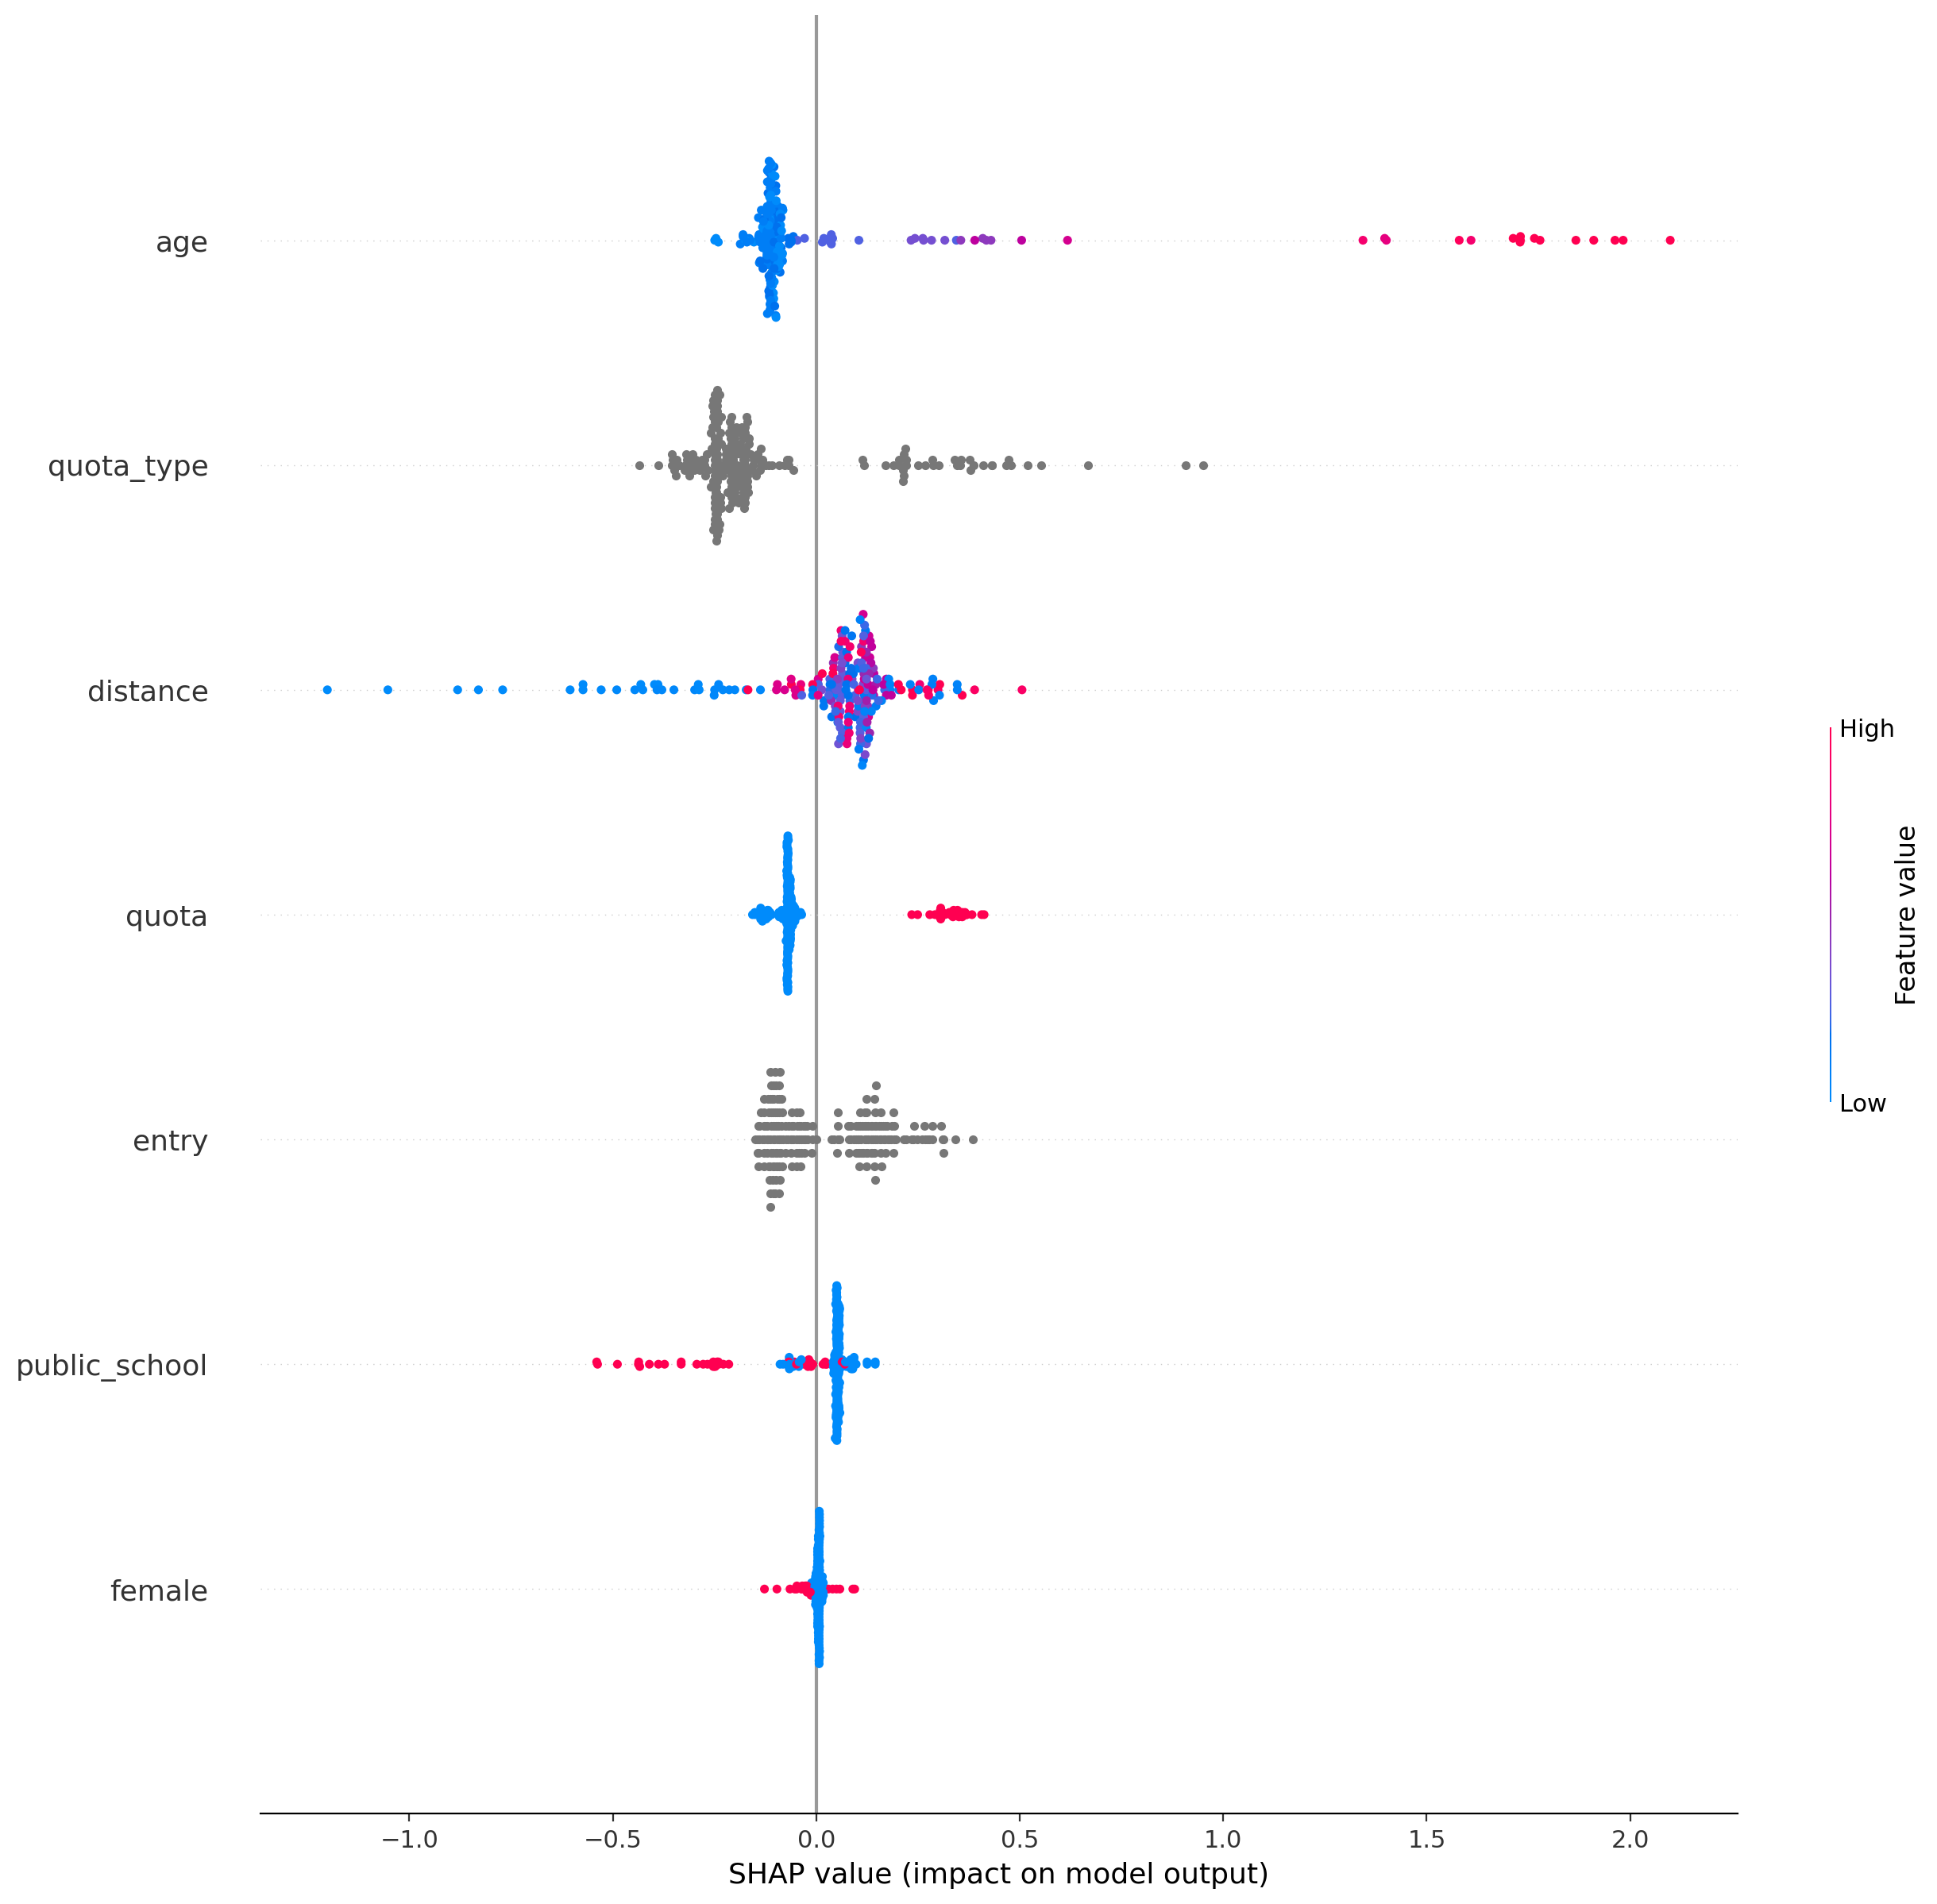 age
quota_type
distance
High
Feature value
quota
Low
entry
public_school
female
−1.0 −0.5 0.0 0.5 1.0 1.5 2.0
SHAP value (impact on model output)